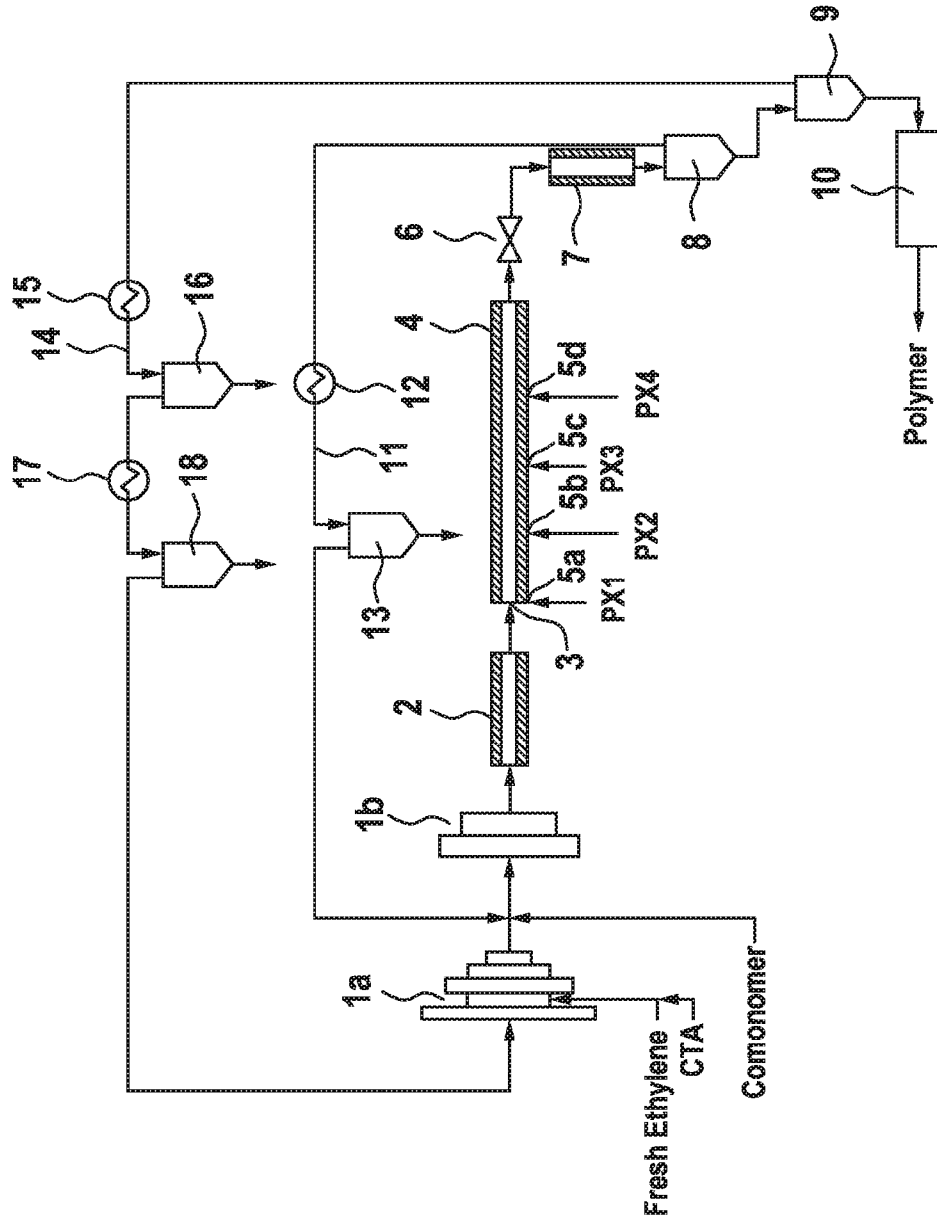 17
15
14
18
16
13
11
12
1a
1b
2
4
6
3
5a
5b
5c
5d
7
PX1
PX3
PX2
PX4
Fresh Ethylene
CTA
8
Comonomer
9
10
Polymer